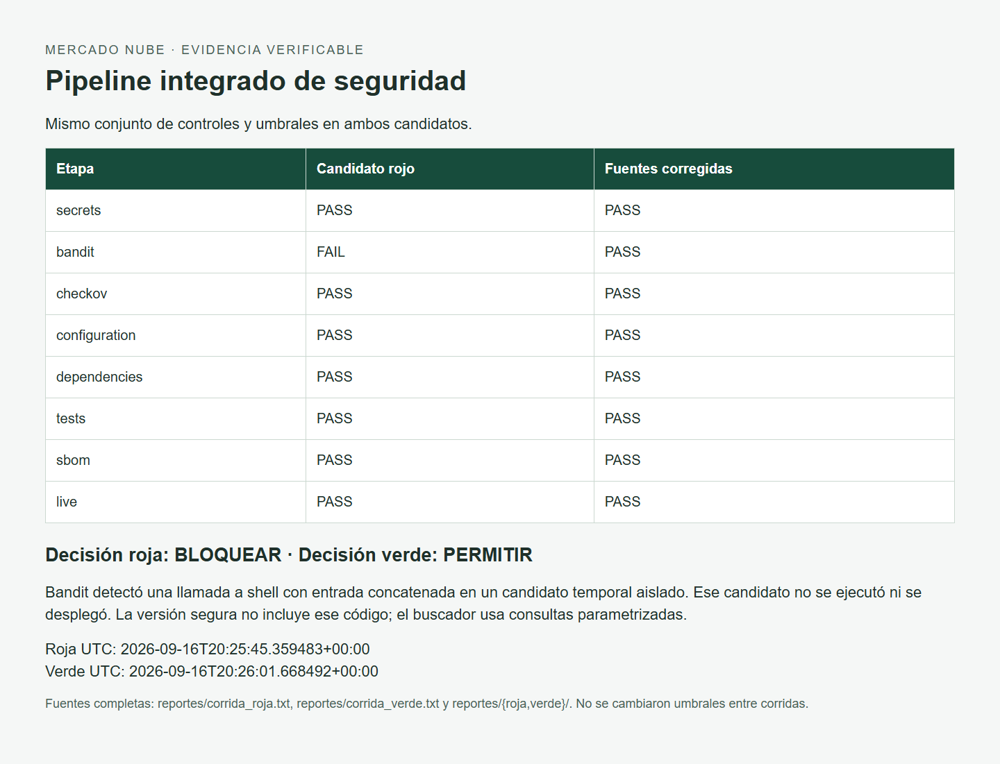 MERCADO NUBE · EVIDENCIA VERIFICABLE
Pipeline integrado de seguridad
Mismo conjunto de controles y umbrales en ambos candidatos.
Etapa Candidato rojo Fuentes corregidas
secrets PASS PASS
bandit FAIL PASS
checkov PASS PASS
configuration PASS PASS
dependencies PASS PASS
tests PASS PASS
sbom PASS PASS
live PASS PASS
Decisión roja: BLOQUEAR · Decisión verde: PERMITIR
Bandit detectó una llamada a shell con entrada concatenada en un candidato temporal aislado. Ese candidato no se ejecutó ni se
desplegó. La versión segura no incluye ese código; el buscador usa consultas parametrizadas.
Roja UTC: 2026-09-16T20:25:45.359483+00:00
Verde UTC: 2026-09-16T20:26:01.668492+00:00
Fuentes completas: reportes/corrida_roja.txt, reportes/corrida_verde.txt y reportes/{roja,verde}/. No se cambiaron umbrales entre corridas.